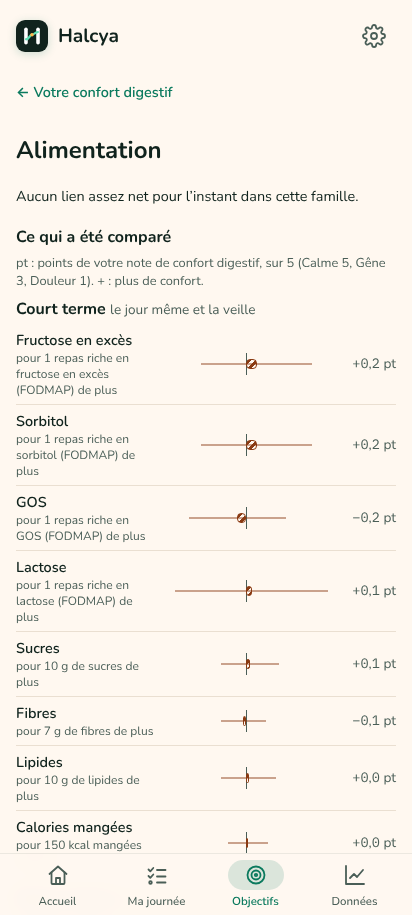 Halcya
← Votre confort digestif
Alimentation
Aucun lien assez net pour l'instant dans cette famille.
Ce qui a été comparé
pt : points de votre note de confort digestif, sur 5 (Calme 5, Gêne
3, Douleur 1). + : plus de confort.
Court terme le jour même et la veille
Fructose en excès
pour 1 repas riche en
fructose en excès
(FODMAP) de plus
+0,2 pt
Sorbitol
pour 1 repas riche en
sorbitol (FODMAP) de
plus
+0,2 pt
GOS
pour 1 repas riche en
GOS (FODMAP) de plus
−0,2 pt
Lactose
pour 1 repas riche en
lactose (FODMAP) de
plus
+0,1 pt
Sucres
pour 10 g de sucres de
plus
+0,1 pt
Fibres
pour 7 g de fibres de plus
−0,1 pt
Lipides
pour 10 g de lipides de
plus
+0,0 pt
Calories mangées
pour 150 kcal mangées
+0,0 pt
Accueil
Ma journée
Objectifs
Données